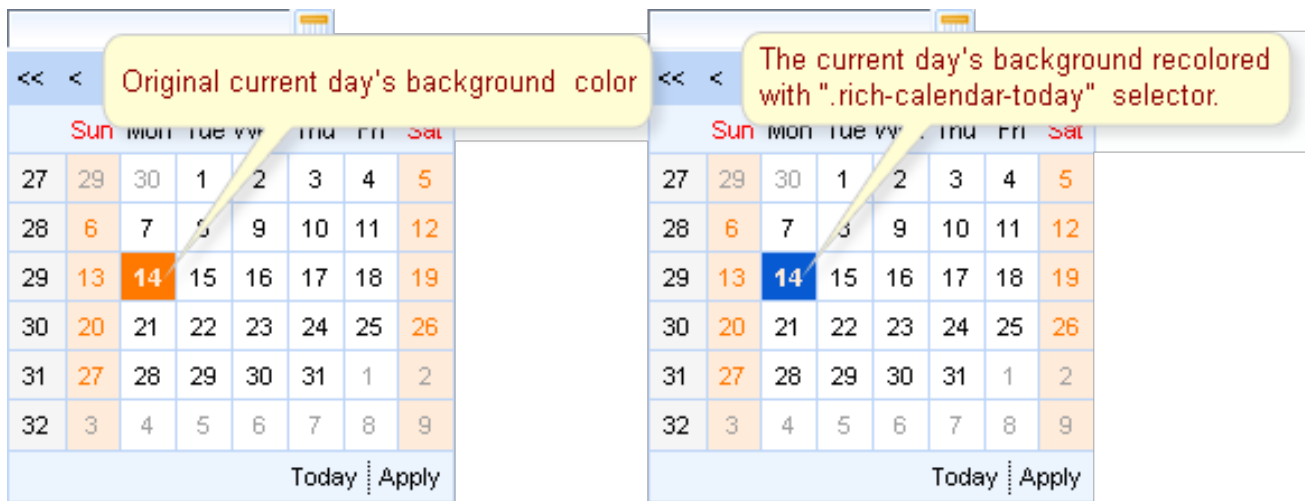 Original current day's background color
<< <
Sun Mon Tue Thu Fri Sat
27 29 30 1 2 3 4 5
28 6 7 8 9 10 11 12
29 13 14 15 16 17 18 19
30 20 21 22 23 24 25 26
31 27 28 29 30 31 1 2
32 3 4 5 6 7 8 9
Today Apply
The current day's background recolored
with ".rich-calendar-today" selector.
<< <
Sun Mon Tue Thu Fri Sat
27 29 30 1 2 3 4 5
28 6 7 8 9 10 11 12
29 13 14 15 16 17 18 19
30 20 21 22 23 24 25 26
31 27 28 29 30 31 1 2
32 3 4 5 6 7 8 9
Today Apply